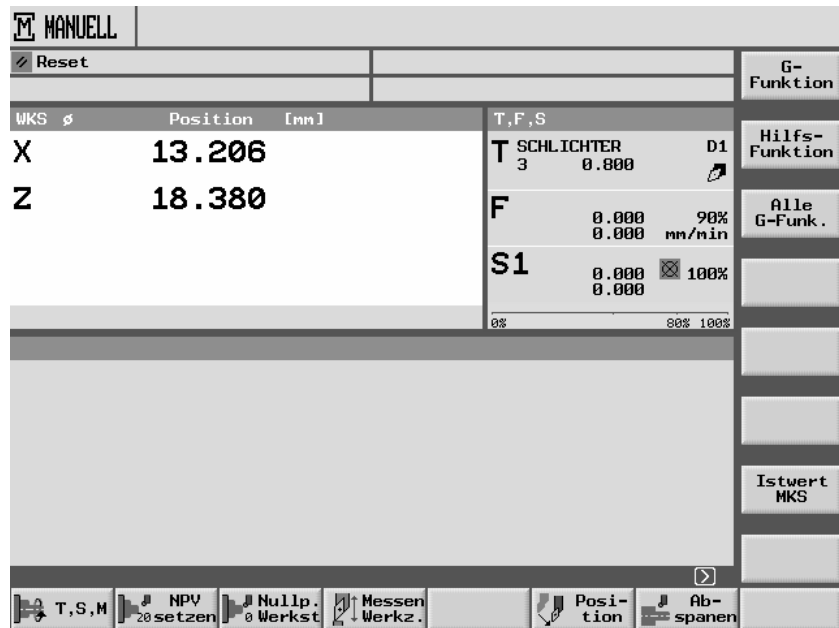 M MANUELL
Reset
WKS ø Position [mm]
X 13.206
Z 18.380
T,F,S
T SCHLICHTER D1
3 0.800
F 0.000 90%
0.000 mm/min
S1 0.000 100%
0.000
0% 80% 100%
G-
Funktion
Hilfs-
Funktion
Alle
G-Funk.
Istwert
MKS
T,S,M
NPV
20 setzen
Nullp.
0 Werkst
Messen
Werkz.
Posi-
tion
Ab-
spanen